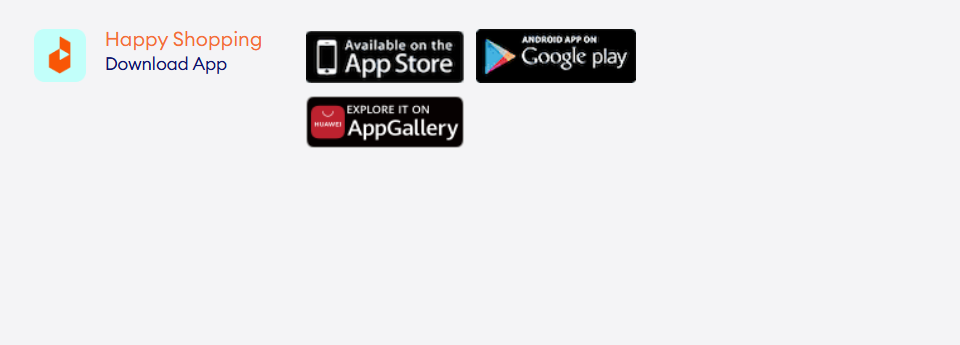 Happy Shopping
Download App
Available on the
App Store
ANDROID APP ON
Google play
HUAWEI
EXPLORE IT ON
AppGallery